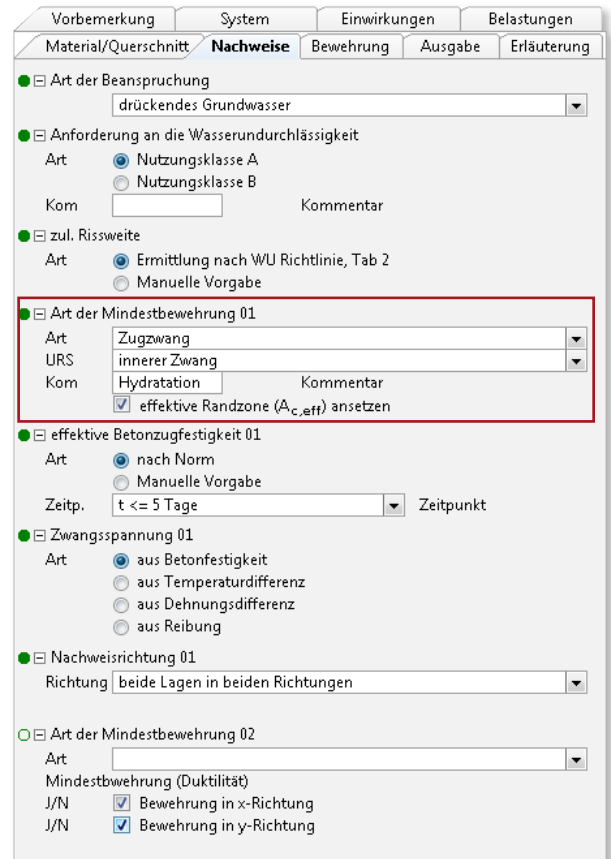 Vorbemerkung System Einwirkungen Belastungen
Material/Querschnitt Nachweise Bewehrung Ausgabe Erläuterung
Art der Beanspruchung
drückendes Grundwasser
Anforderung an die Wasserundurchlässigkeit
Art Nutzungsklasse A
Nutzungsklasse B
Kom Kommentar
zul. Rissweite
Art Ermittlung nach WU Richtlinie, Tab 2
Manuelle Vorgabe
Art der Mindestbewehrung 01
Art Zugzwang
URS innerer Zwang
Kom Hydratation Kommentar
effektive Randzone (Ac,eff) ansetzen
effektive Betonzugfestigkeit 01
Art nach Norm
Manuelle Vorgabe
Zeitp. t <= 5 Tage Zeitpunkt
Zwangsspannung 01
Art aus Betonfestigkeit
aus Temperaturdifferenz
aus Dehnungsdifferenz
aus Reibung
Nachweisrichtung 01
Richtung beide Lagen in beiden Richtungen
Art der Mindestbewehrung 02
Art
Mindestbwehrung (Duktilität)
J/N Bewehrung in x-Richtung
J/N Bewehrung in y-Richtung